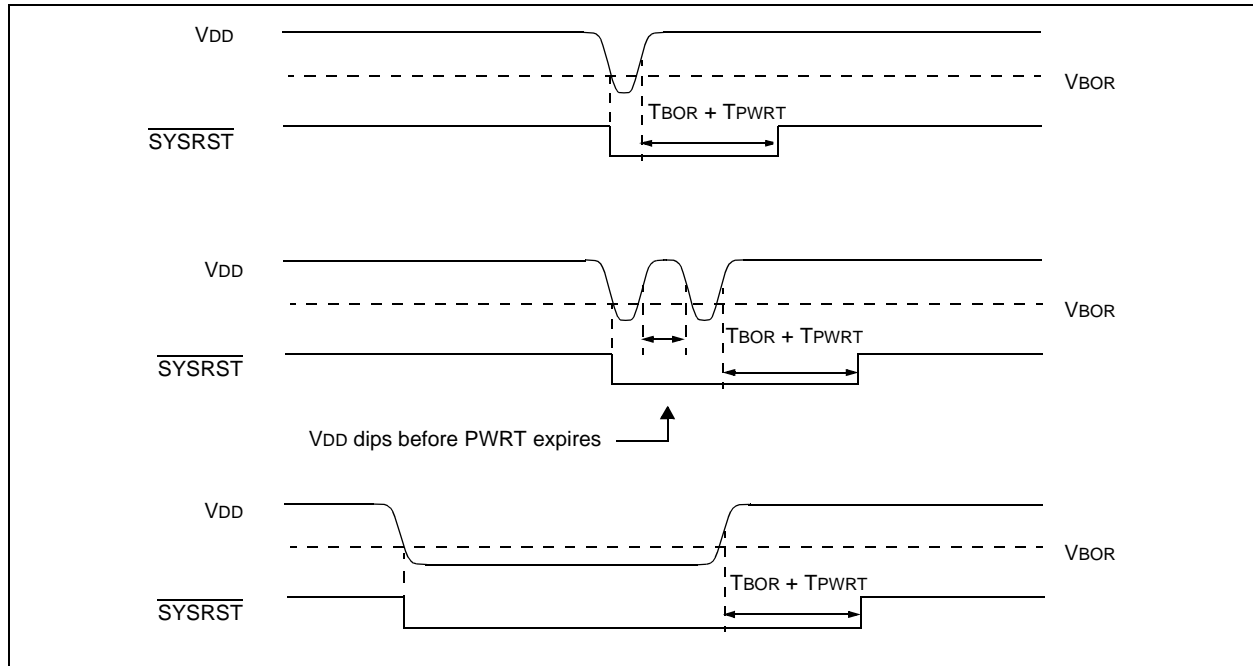 VDD
VBOR
TBOR + TPWRT
SYSRST
VDD
VBOR
TBOR + TPWRT
SYSRST
VDD dips before PWRT expires
VDD
VBOR
TBOR + TPWRT
SYSRST